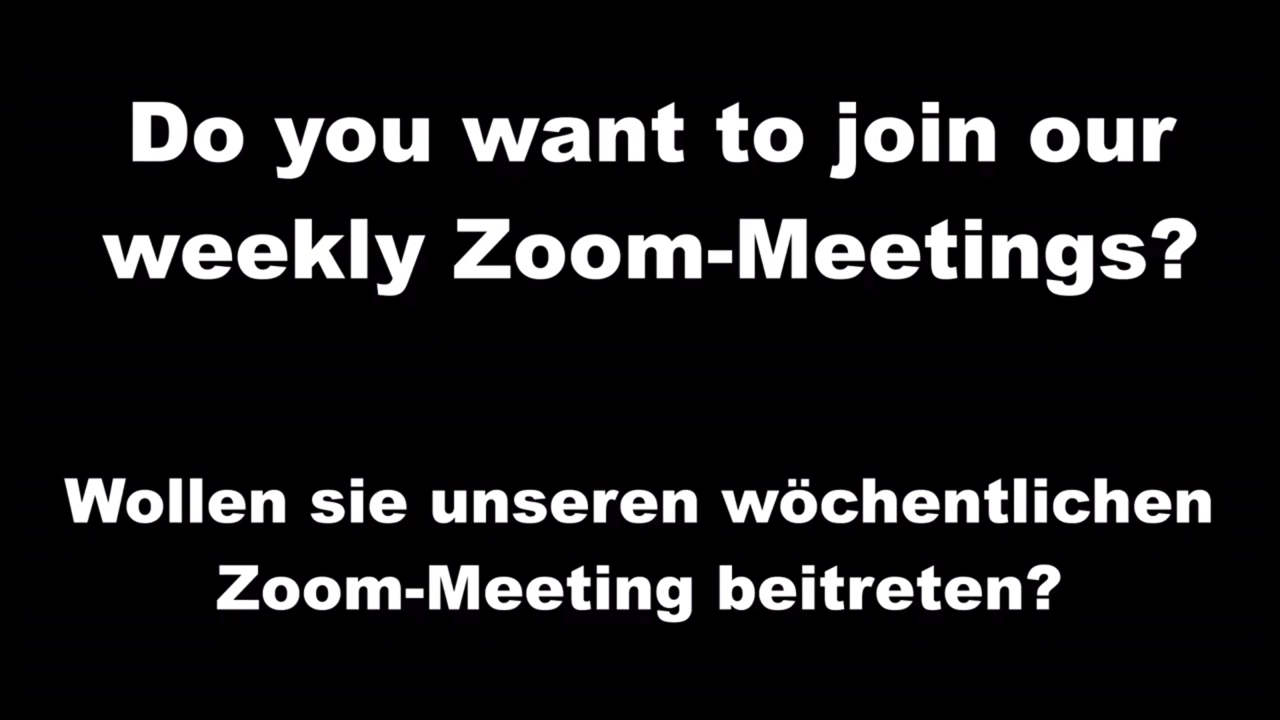 Do you want to join our
weekly Zoom-Meetings?
Wollen sie unseren wöchentlichen
Zoom-Meeting beitreten?